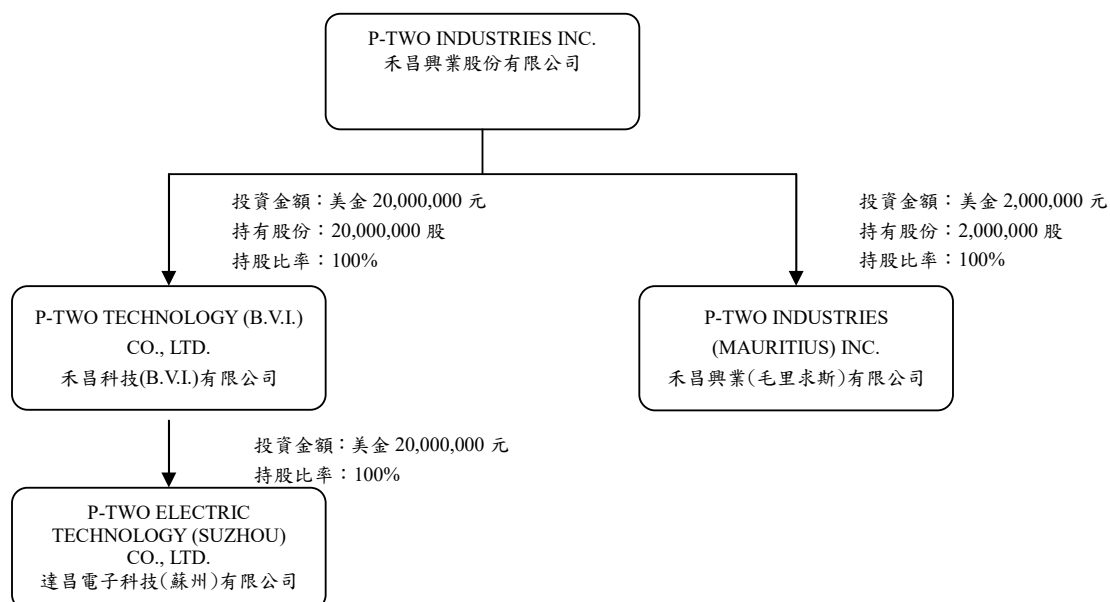 P-TWO INDUSTRIES INC.
禾昌興業股份有限公司
投資金額：美金 20,000,000 元
持有股份：20,000,000 股
持股比率：100%
投資金額：美金 2,000,000 元
持有股份：2,000,000 股
持股比率：100%
P-TWO TECHNOLOGY (B.V.I.)
CO., LTD.
禾昌科技(B.V.I.)有限公司
P-TWO INDUSTRIES
(MAURITIUS) INC.
禾昌興業(毛里求斯)有限公司
投資金額：美金 20,000,000 元
持股比率：100%
P-TWO ELECTRIC
TECHNOLOGY (SUZHOU)
CO., LTD.
達昌電子科技(蘇州)有限公司